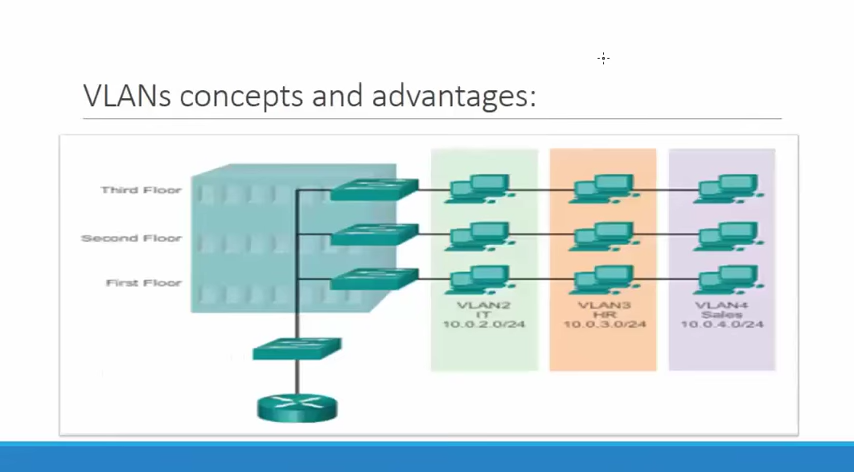 VLANs concepts and advantages:
Third Floor
Second Floor
First Floor
VLAN2
IT
10.0.2.0/24
VLAN3
HR
10.0.3.0/24
VLAN4
Sales
10.0.4.0/24